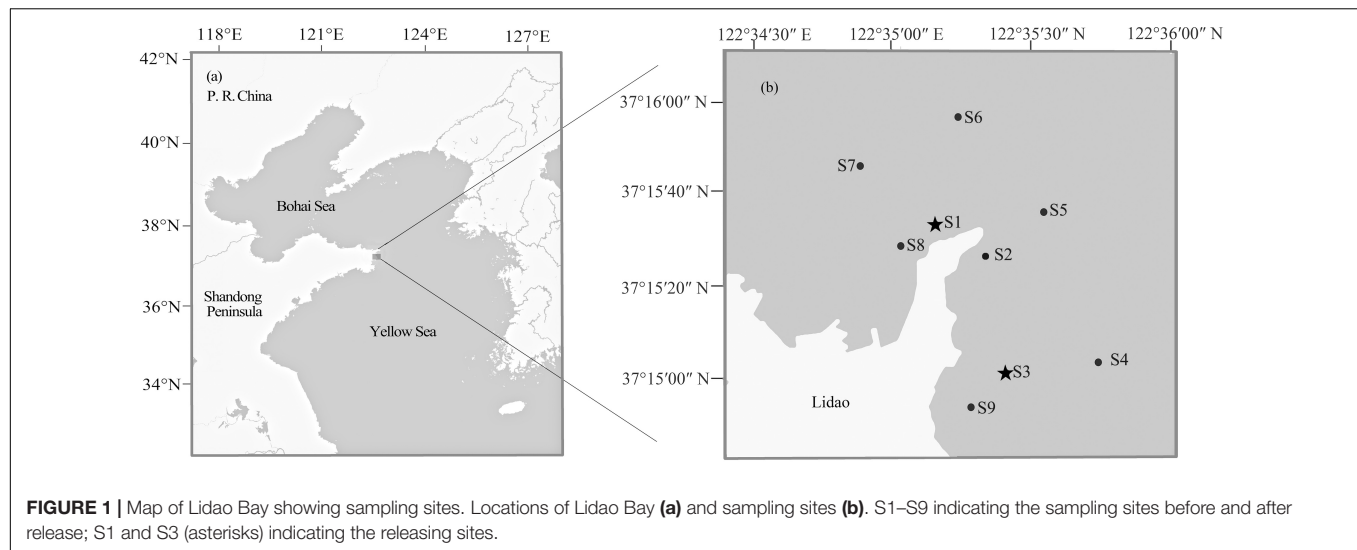 118°E 121°E 124°E 127°E
42°N
40°N
38°N
36°N
34°N
(a)
P. R. China
Bohai Sea
Shandong
Peninsula
Yellow Sea
122°34′30″ E 122°35′00″ N 122°35′30″ N 122°36′00″ N
37°16′00″ N
37°15′40″ N
37°15′20″ N
37°15′00″ N
(b)
S6
S7
S5
S1
S8
S2
S4
S3
Lidao
S9
FIGURE 1 | Map of Lidao Bay showing sampling sites. Locations of Lidao Bay (a) and sampling sites (b). S1–S9 indicating the sampling sites before and after
release; S1 and S3 (asterisks) indicating the releasing sites.